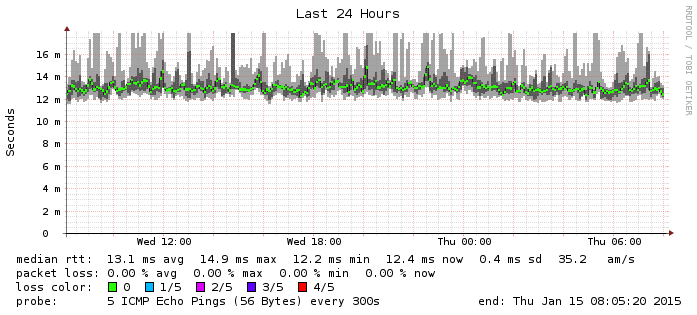 Last 24 Hours
RRDTOOL / TOBI OETIKER
Seconds
16 m
14 m
12 m
10 m
8 m
6 m
4 m
2 m
0
Wed 12:00 Wed 18:00 Thu 00:00 Thu 06:00
median rtt: 13.1 ms avg 14.9 ms max 12.2 ms min 12.4 ms now 0.4 ms sd 35.2 am/s
packet loss: 0.00 % avg 0.00 % max 0.00 % min 0.00 % now
loss color: 0 1/5 2/5 3/5 4/5
probe: 5 ICMP Echo Pings (56 Bytes) every 300s end: Thu Jan 15 08:05:20 2015